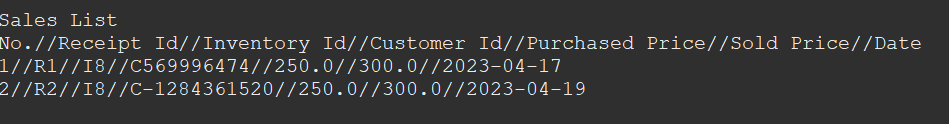 Sales List
No.//Receipt Id//Inventory Id//Customer Id//Purchased Price//Sold Price//Date
1//R1//I8//C569996474//250.0//300.0//2023-04-17
2//R2//I8//C-1284361520//250.0//300.0//2023-04-19